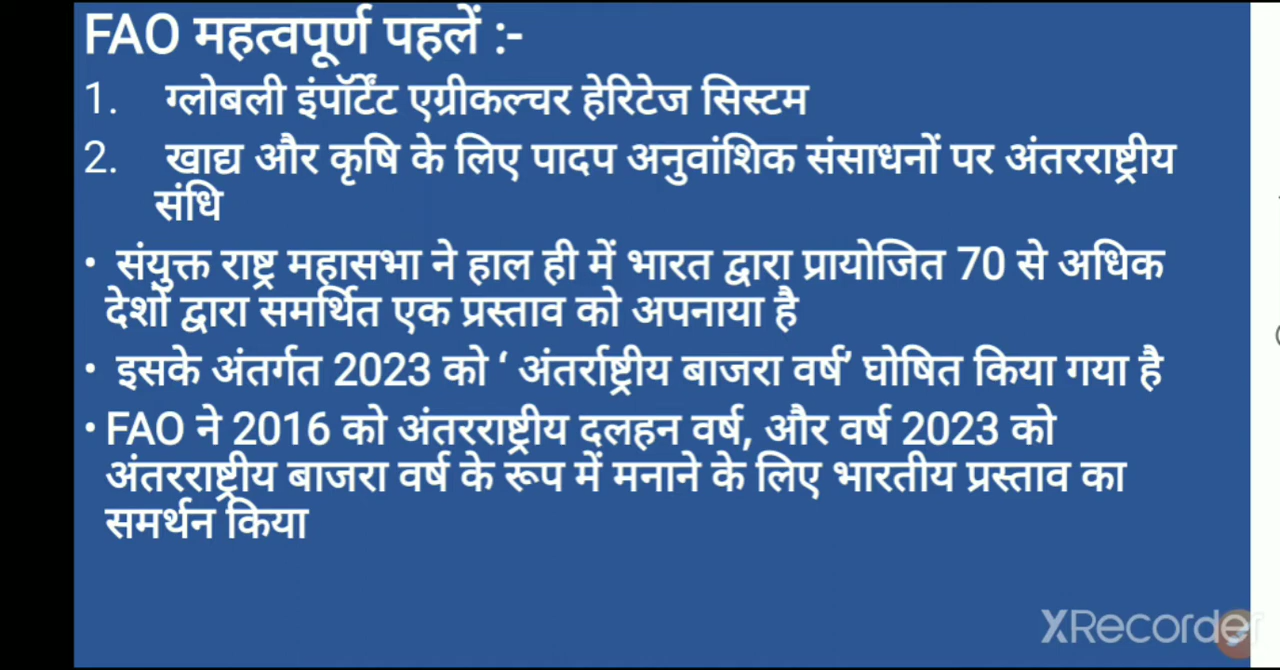 FAO महत्वपूर्ण पहलें :-
1. ग्लोबली इंपॉर्टेंट एग्रीकल्चर हेरिटेज सिस्टम
2. खाद्य और कृषि के लिए पादप अनुवांशिक संसाधनों पर अंतरराष्ट्रीय
संधि
• संयुक्त राष्ट्र महासभा ने हाल ही में भारत द्वारा प्रायोजित 70 से अधिक
देशों द्वारा समर्थित एक प्रस्ताव को अपनाया है
• इसके अंतर्गत 2023 को ‘ अंतर्राष्ट्रीय बाजरा वर्ष’ घोषित किया गया है
• FAO ने 2016 को अंतरराष्ट्रीय दलहन वर्ष, और वर्ष 2023 को
अंतरराष्ट्रीय बाजरा वर्ष के रूप में मनाने के लिए भारतीय प्रस्ताव का
समर्थन किया
XRecorder